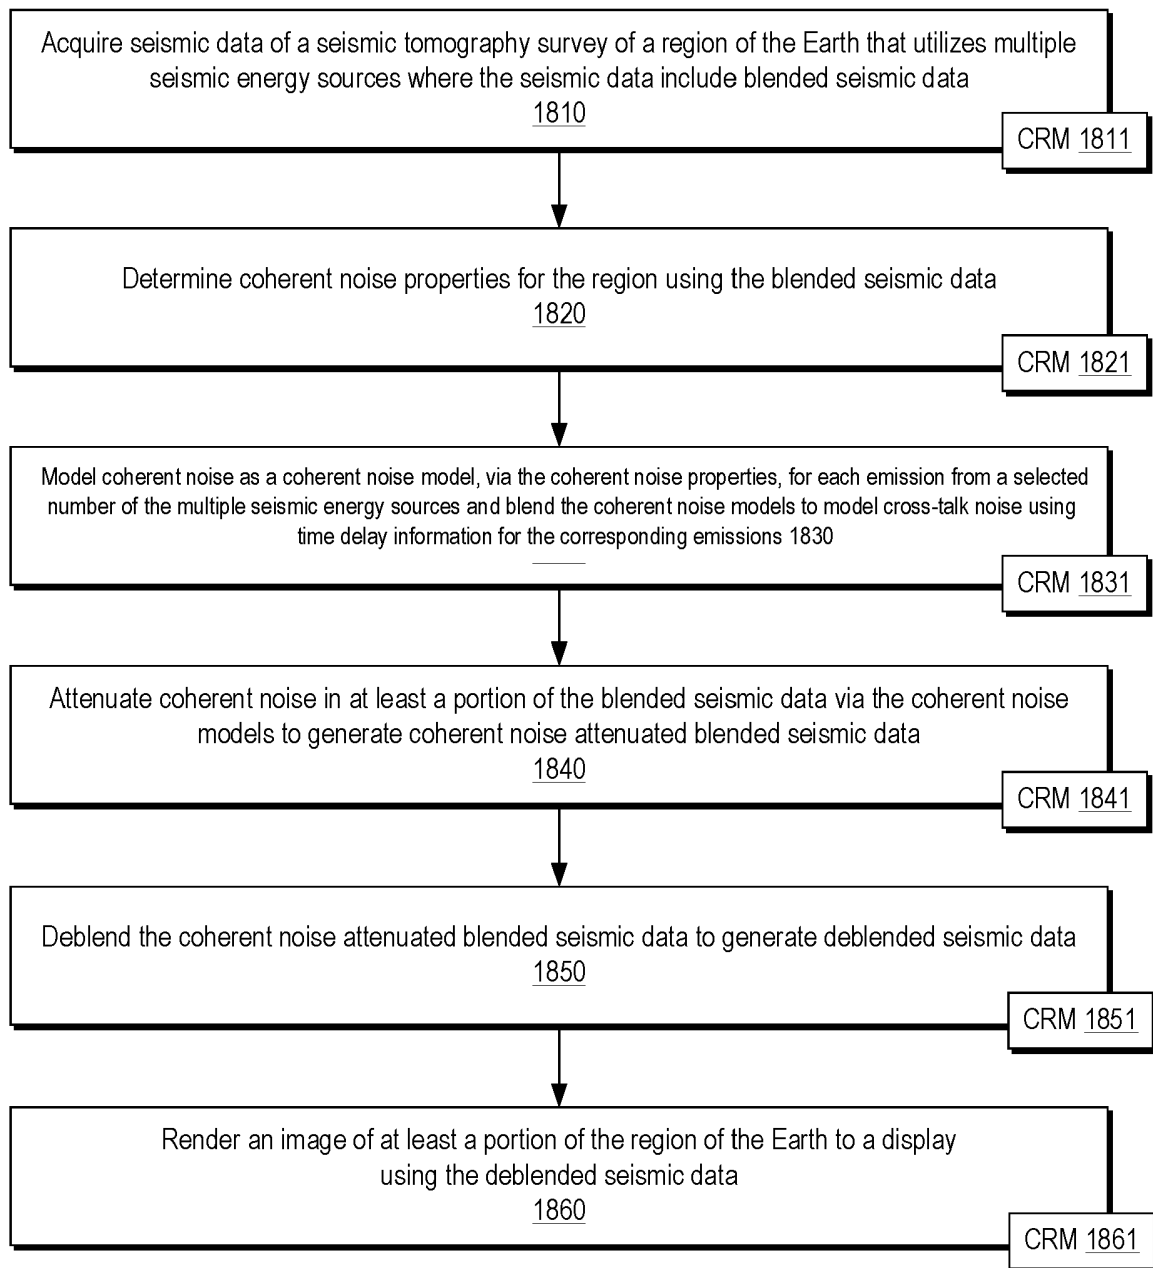 Acquire seismic data of a seismic tomography survey of a region of the Earth that utilizes multiple
seismic energy sources where the seismic data include blended seismic data
1810
CRM 1811
Determine coherent noise properties for the region using the blended seismic data
1820
CRM 1821
Model coherent noise as a coherent noise model, via the coherent noise properties, for each emission from a selected
number of the multiple seismic energy sources and blend the coherent noise models to model cross-talk noise using
time delay information for the corresponding emissions 1830
CRM 1831
Attenuate coherent noise in at least a portion of the blended seismic data via the coherent noise
models to generate coherent noise attenuated blended seismic data
1840
CRM 1841
Deblend the coherent noise attenuated blended seismic data to generate deblended seismic data
1850
CRM 1851
Render an image of at least a portion of the region of the Earth to a display
using the deblended seismic data
1860
CRM 1861